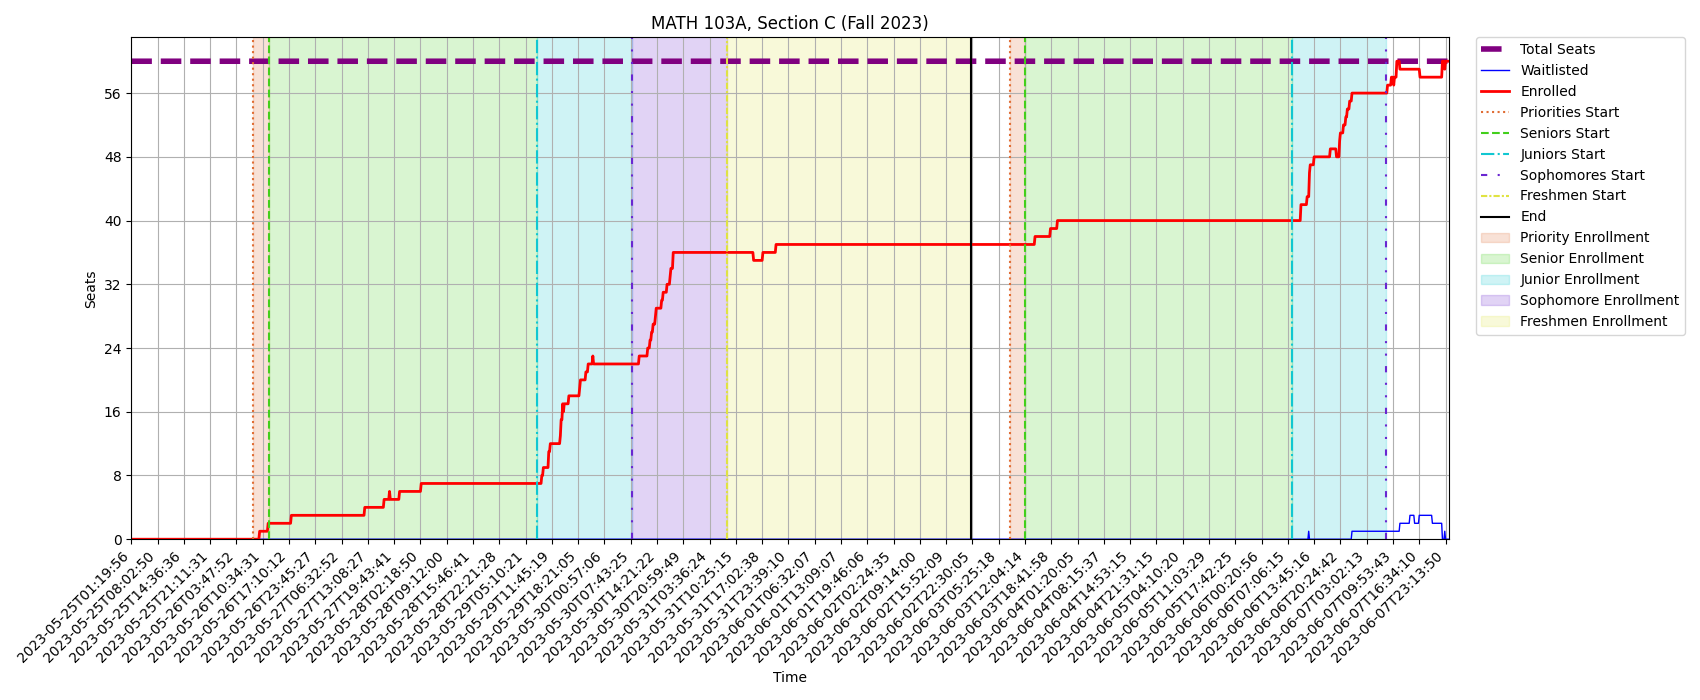 MATH 103A, Section C (Fall 2023)
Total Seats
Waitlisted
Enrolled
Priorities Start
Seniors Start
Juniors Start
Sophomores Start
Freshmen Start
End
Priority Enrollment
Senior Enrollment
Junior Enrollment
Sophomore Enrollment
Freshmen Enrollment
Seats
56
48
40
32
24
16
8
0
2023-05-25T01:19:56
2023-05-25T08:02:50
2023-05-25T14:36:36
2023-05-25T21:11:31
2023-05-26T03:47:52
2023-05-26T10:34:31
2023-05-26T17:10:12
2023-05-26T23:45:27
2023-05-27T06:32:52
2023-05-27T13:08:27
2023-05-27T19:43:41
2023-05-28T02:18:50
2023-05-28T09:12:00
2023-05-28T15:46:41
2023-05-28T22:21:28
2023-05-29T05:10:21
2023-05-29T11:45:19
2023-05-29T18:21:05
2023-05-30T00:57:06
2023-05-30T07:43:25
2023-05-30T14:21:22
2023-05-30T20:59:49
2023-05-31T03:36:24
2023-05-31T10:25:15
2023-05-31T17:02:38
2023-05-31T23:39:10
2023-06-01T06:32:07
2023-06-01T13:09:07
2023-06-01T19:46:06
2023-06-02T02:24:35
2023-06-02T09:14:00
2023-06-02T15:52:09
2023-06-02T22:30:05
2023-06-03T05:25:18
2023-06-03T12:04:14
2023-06-03T18:41:58
2023-06-04T01:20:05
2023-06-04T08:15:37
2023-06-04T14:53:15
2023-06-04T21:31:15
2023-06-05T04:10:20
2023-06-05T11:03:29
2023-06-05T17:42:25
2023-06-06T00:20:56
2023-06-06T07:06:15
2023-06-06T13:45:16
2023-06-06T20:24:42
2023-06-07T03:02:13
2023-06-07T09:53:43
2023-06-07T16:34:10
2023-06-07T23:13:50
Time